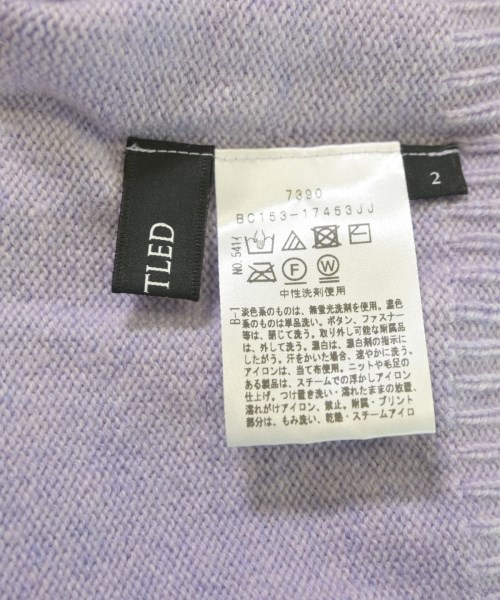 TLED
2
7390
BC153-17453JJ
NO.5414
中性洗剤使用
B-1
淡色系のものは、無蛍光洗剤を使用。濃色
系のものは単品洗い。ボタン、ファスナー
等は、閉じて洗う。取り外し可能な附属品
は、外して洗う。漂白は、漂白剤の指示に
したがう。汗をかいた場合、速やかに洗う。
アイロンは、当て布使用。ニットや毛足の
ある製品は、スチームでの浮かしアイロン
仕上げ。つけ置き洗い・濡れたままの放置、
濡れがけアイロン、禁止。附属・プリント
部分は、もみ洗い、乾燥・スチームアイロ